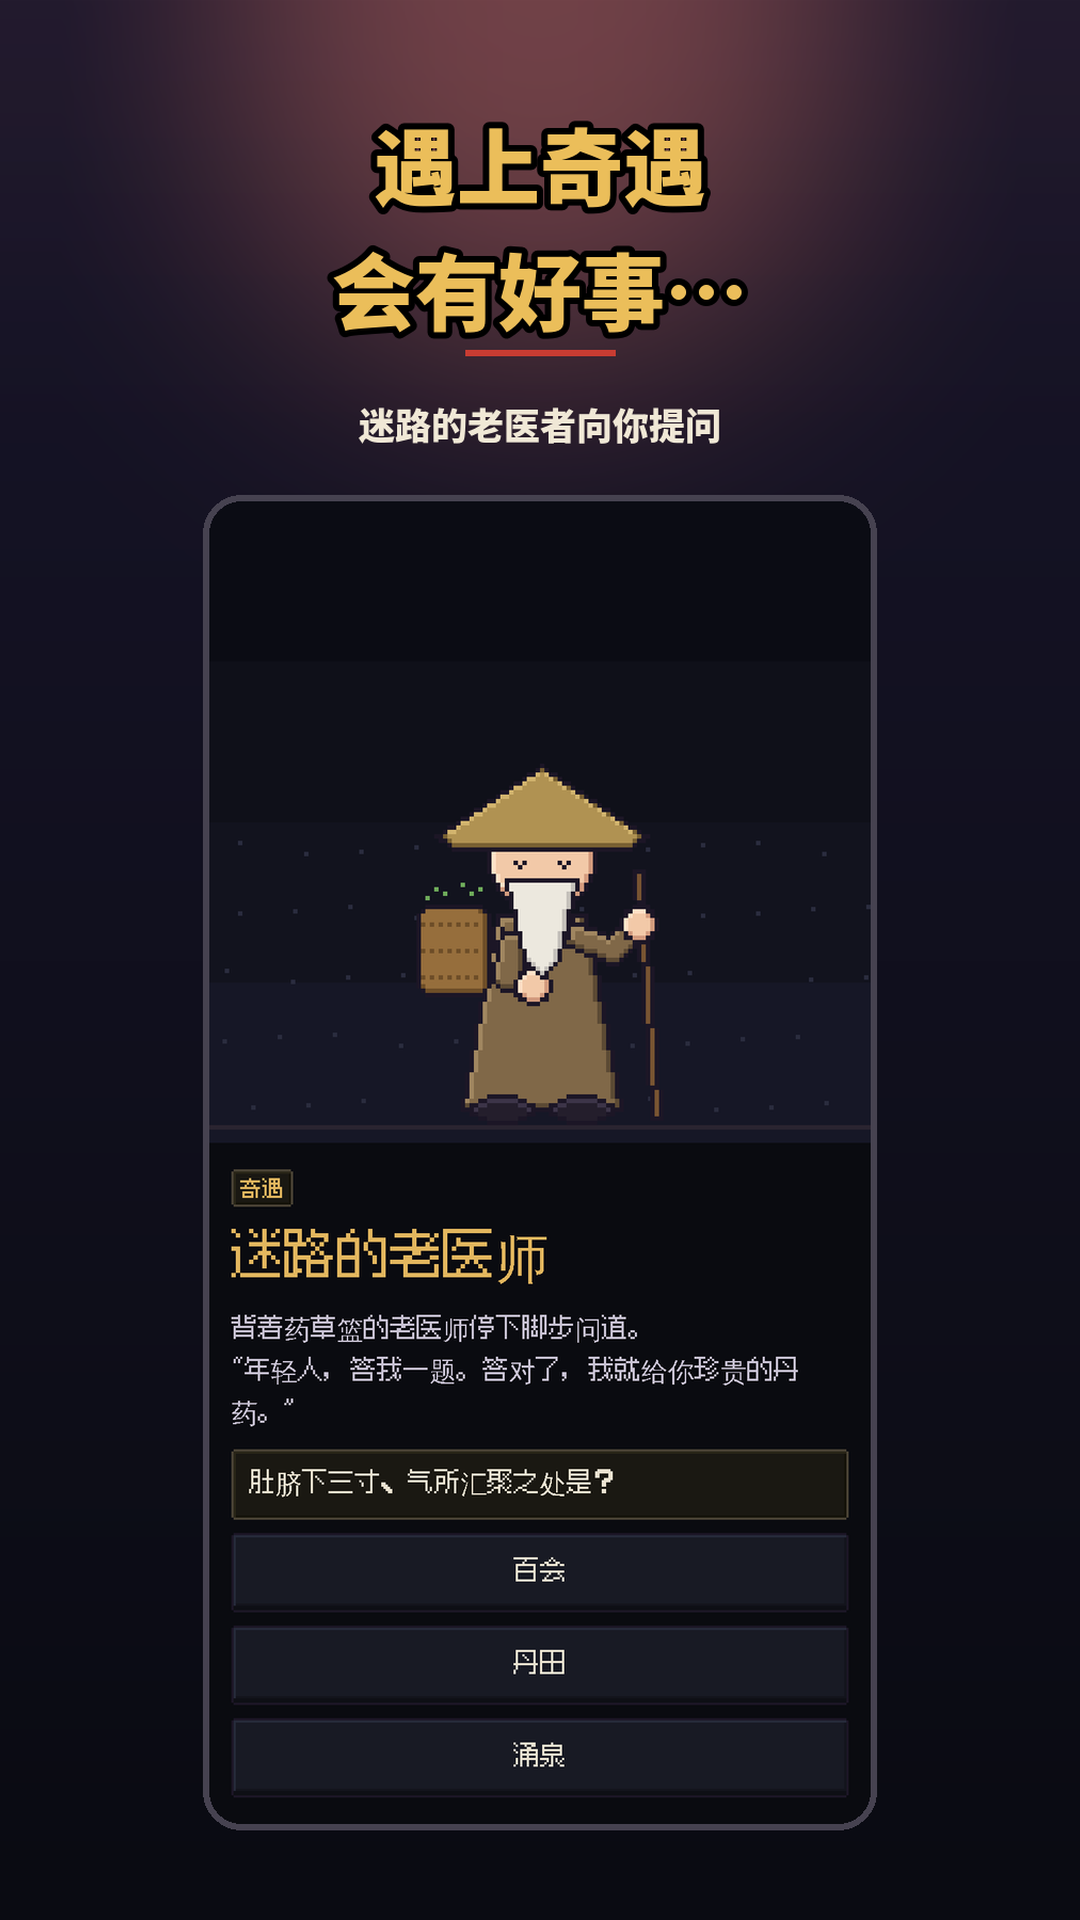 遇上奇遇
会有好事…
迷路的老医者向你提问
奇遇
迷路的老医师
背着药草篮的老医师停下脚步问道。
“年轻人，答我一题。答对了，我就给你珍贵的丹
药。”
肚脐下三寸、气所汇聚之处是？
百会
丹田
涌泉